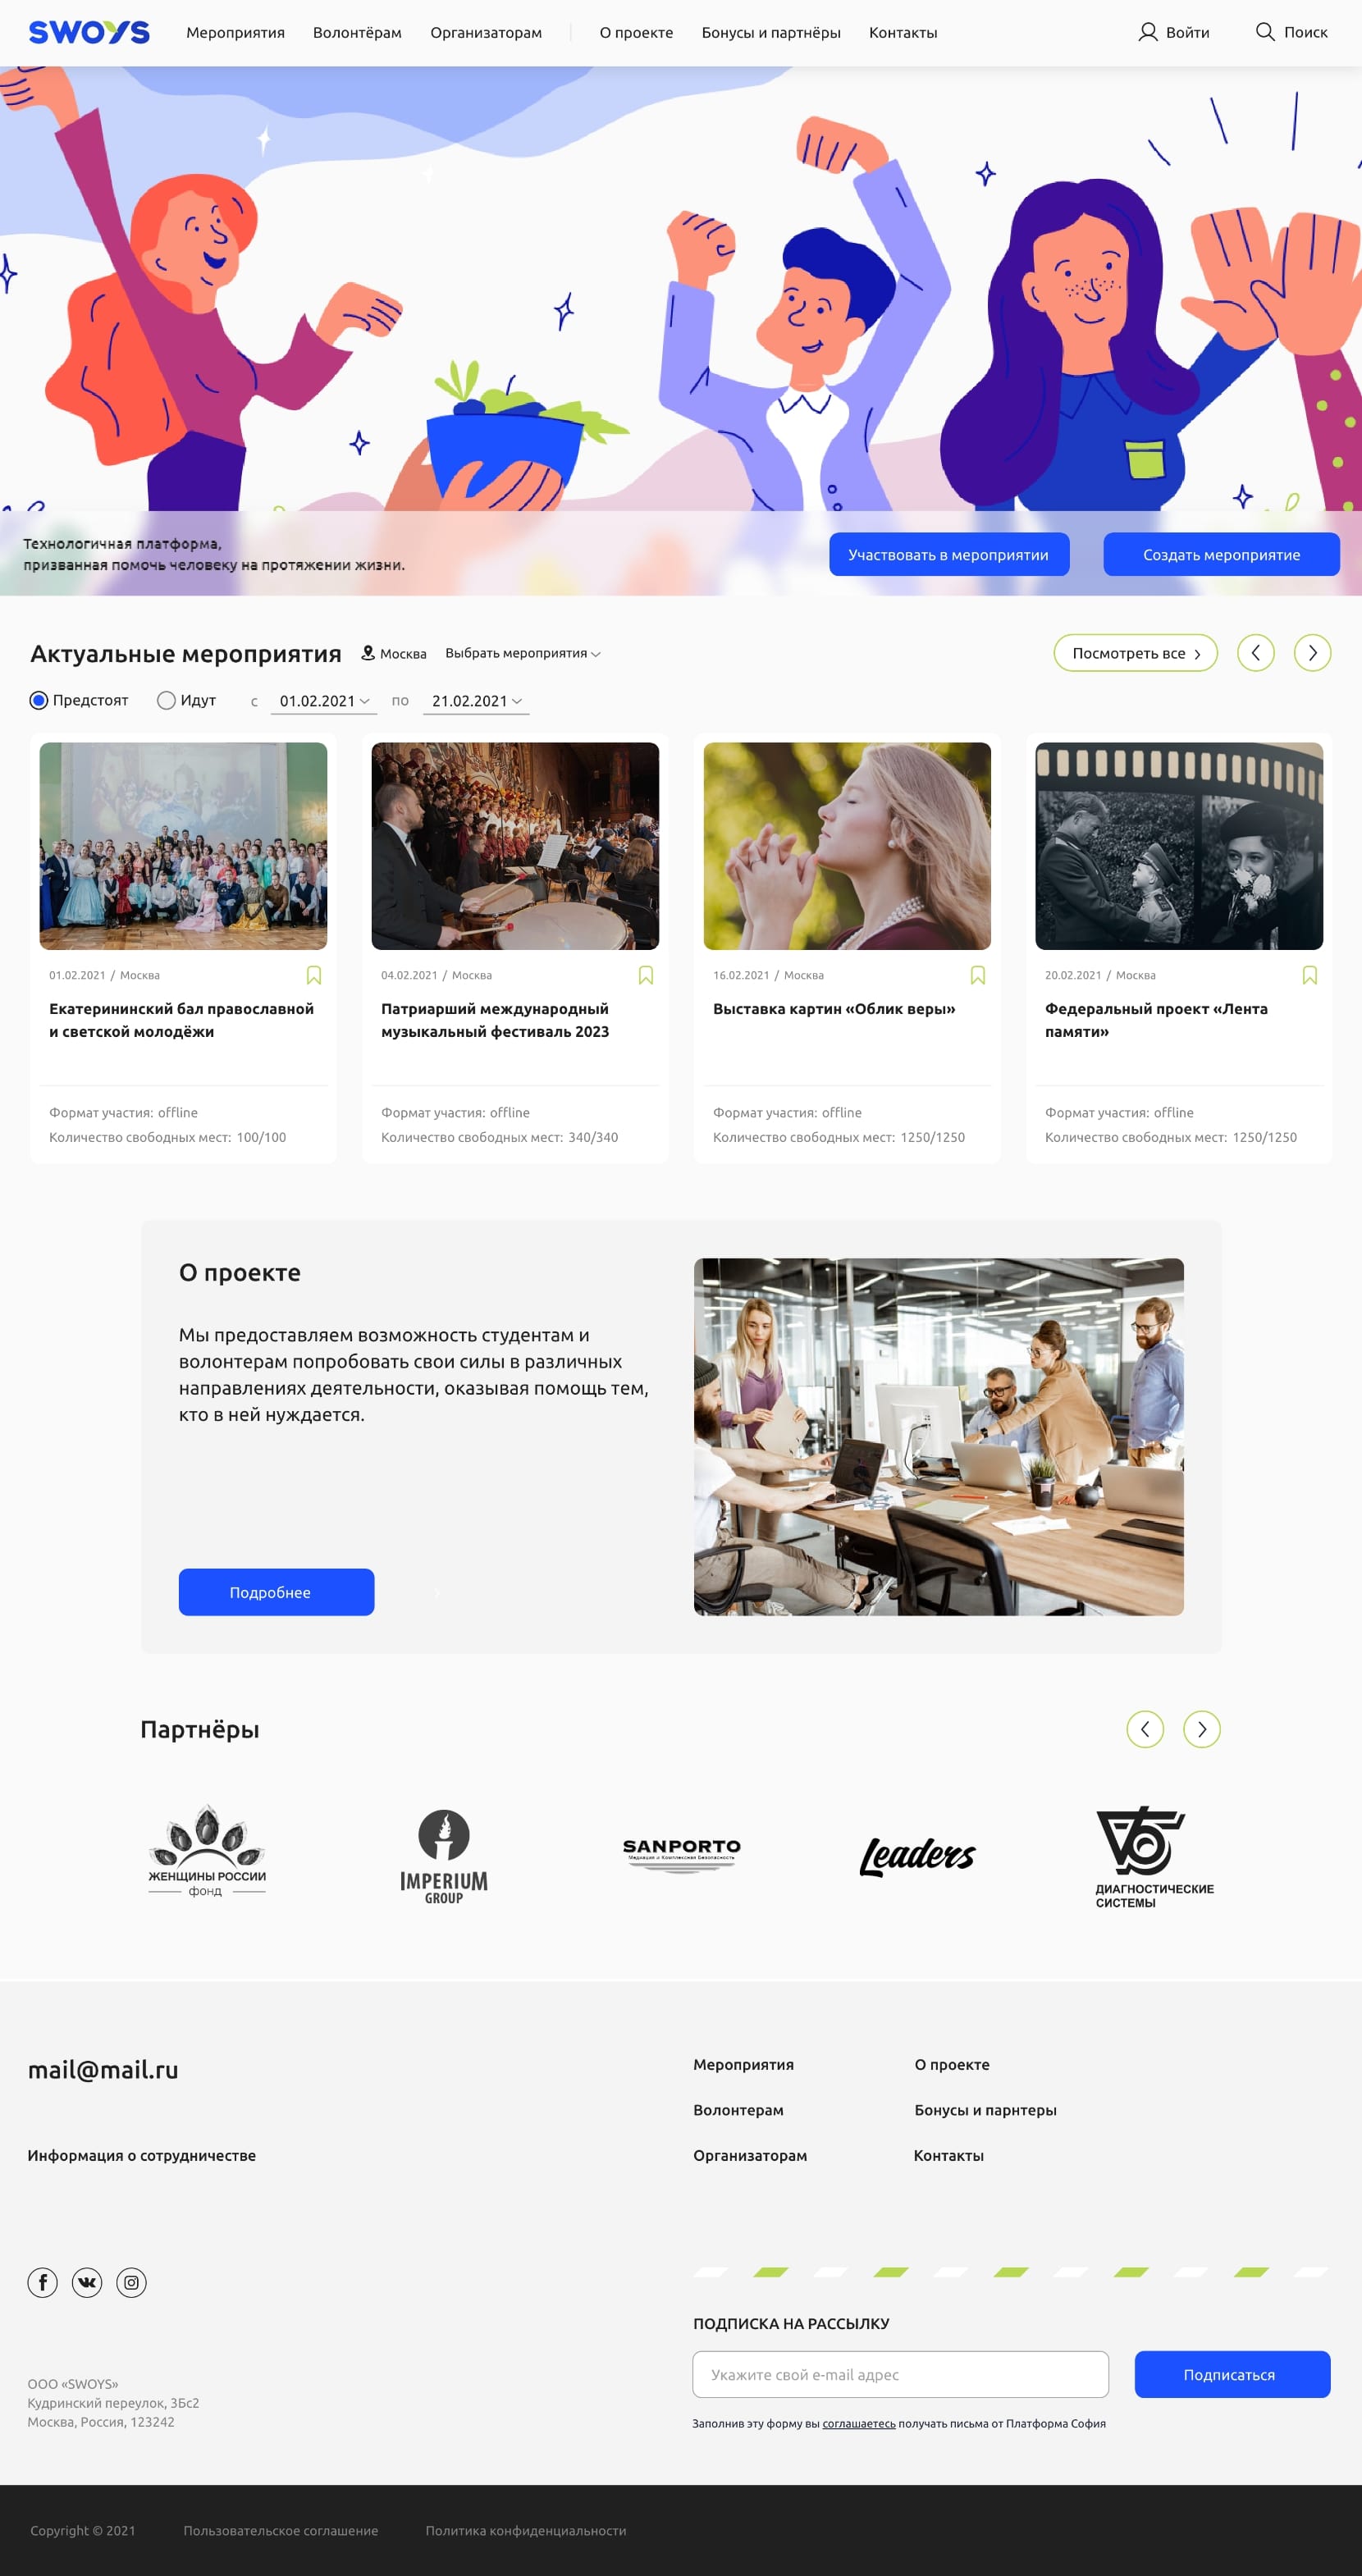 SWOYS
Мероприятия Волонтёрам Организаторам О проекте Бонусы и партнёры Контакты Войти Поиск
Технологичная платформа,
призванная помочь человеку на протяжении жизни.
Участвовать в мероприятии Создать мероприятие
Актуальные мероприятия Москва Выбрать мероприятия Посмотреть все
Предстоят Идут с 01.02.2021 по 21.02.2021
01.02.2021 / Москва
Екатерининский бал православной
и светской молодёжи
Формат участия: offline
Количество свободных мест: 100/100
04.02.2021 / Москва
Патриарший международный
музыкальный фестиваль 2023
Формат участия: offline
Количество свободных мест: 340/340
16.02.2021 / Москва
Выставка картин «Облик веры»
Формат участия: offline
Количество свободных мест: 1250/1250
20.02.2021 / Москва
Федеральный проект «Лента
памяти»
Формат участия: offline
Количество свободных мест: 1250/1250
О проекте
Мы предоставляем возможность студентам и
волонтерам попробовать свои силы в различных
направлениях деятельности, оказывая помощь тем,
кто в ней нуждается.
Подробнее
Партнёры
ЖЕНЩИНЫ РОССИИ
фонд
IMPERIUM
GROUP
SANPORTO
Медиация и Комплексная Безопасность
Leaders
ДИАГНОСТИЧЕСКИЕ
СИСТЕМЫ
mail@mail.ru
Информация о сотрудничестве
Мероприятия О проекте
Волонтерам Бонусы и парнтеры
Организаторам Контакты
ПОДПИСКА НА РАССЫЛКУ
Укажите свой e-mail адрес Подписаться
Заполнив эту форму вы соглашаетесь получать письма от Платформа София
ООО «SWOYS»
Кудринский переулок, 3Бс2
Москва, Россия, 123242
Copyright © 2021 Пользовательское соглашение Политика конфиденциальности